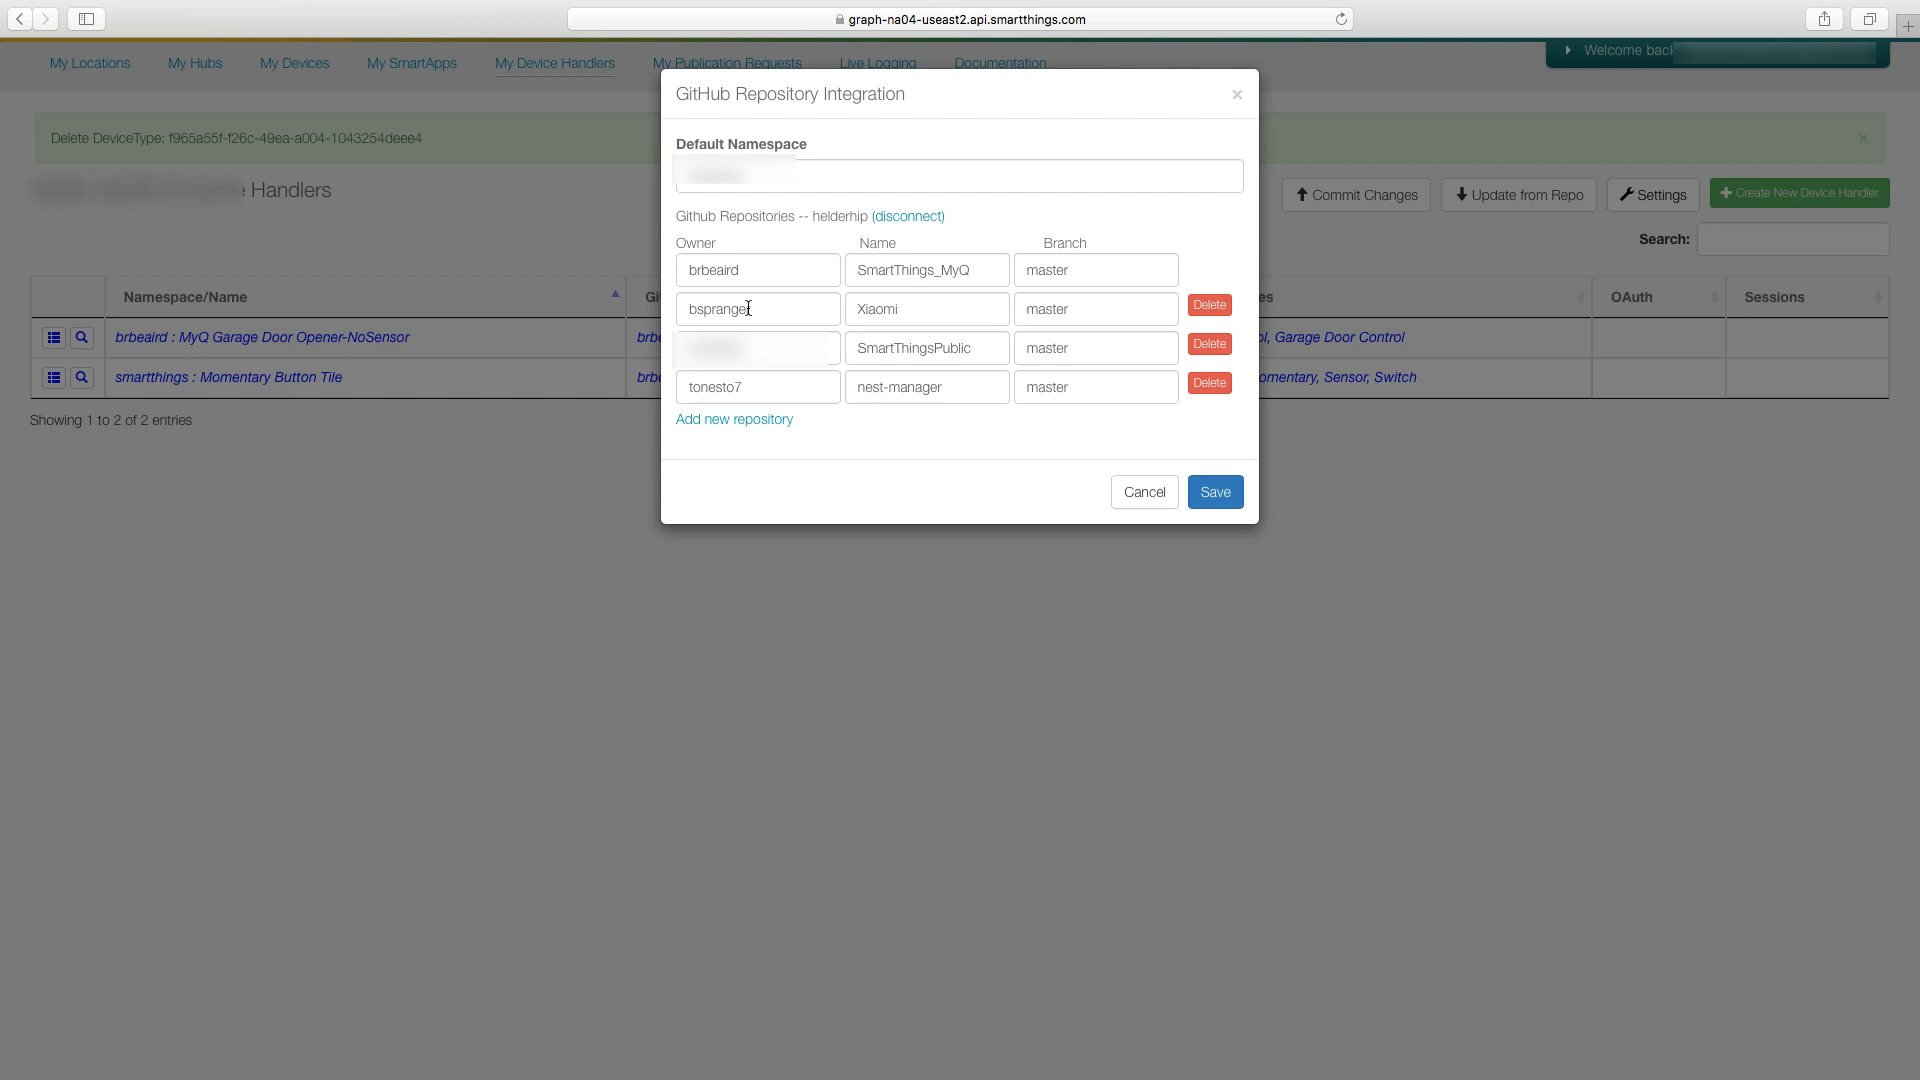 graph-na04-useast2.api.smartthings.com
My Locations My Hubs My Devices My SmartApps My Device Handlers My Publication Requests Live Logging Documentation
Welcome back
GitHub Repository Integration ×
Delete DeviceType: f965a55f-f26c-49ea-a004-1043254deee4 ×
Default Namespace
Handlers
Commit Changes Update from Repo Settings Create New Device Handler
Github Repositories -- helderhip (disconnect)
Search:
Owner Name Branch
brbeaird SmartThings_MyQ master
Namespace/Name OAuth Sessions
bspranger Xiaomi master Delete
brbeaird : MyQ Garage Door Opener-NoSensor Garage Door Control
SmartThingsPublic master Delete
smartthings : Momentary Button Tile Sensor, Switch
tonesto7 nest-manager master Delete
Showing 1 to 2 of 2 entries
Add new repository
Cancel Save